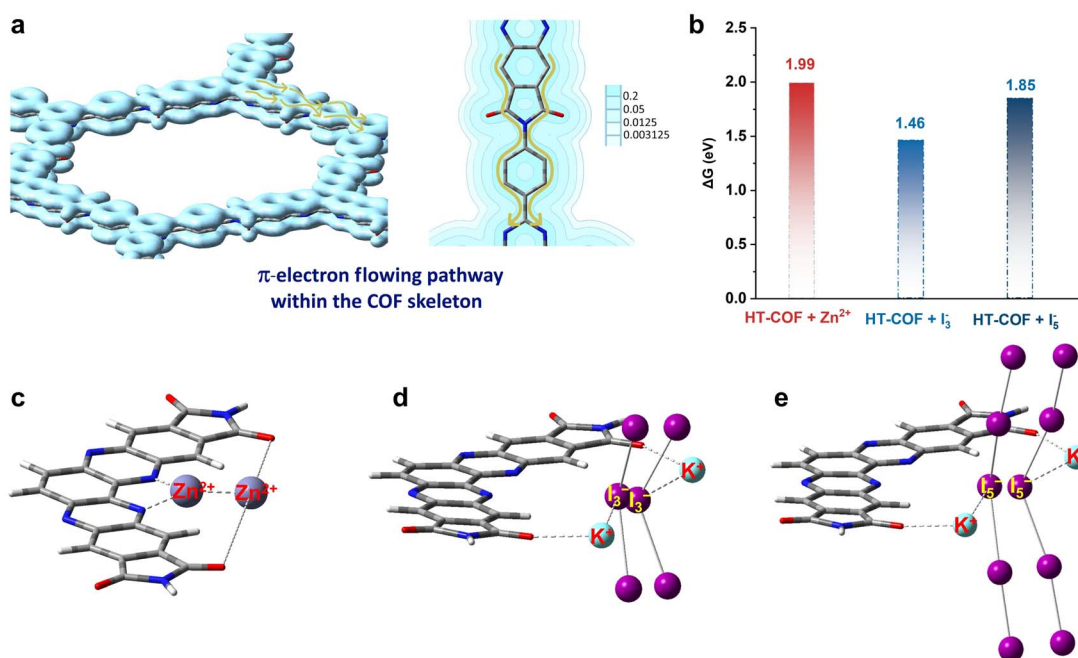 a
0.2
0.05
0.0125
0.003125
π-electron flowing pathway
within the COF skeleton
b
ΔG (eV)
2.5
2.0
1.5
1.0
0.5
0.0
1.99
1.46
1.85
HT-COF + Zn²⁺
HT-COF + I₃⁻
HT-COF + I₅⁻
c
Zn²⁺
Zn²⁺
d
K⁺
I₃⁻
I₃⁻
K⁺
e
K⁺
I₅⁻
I₅⁻
K⁺